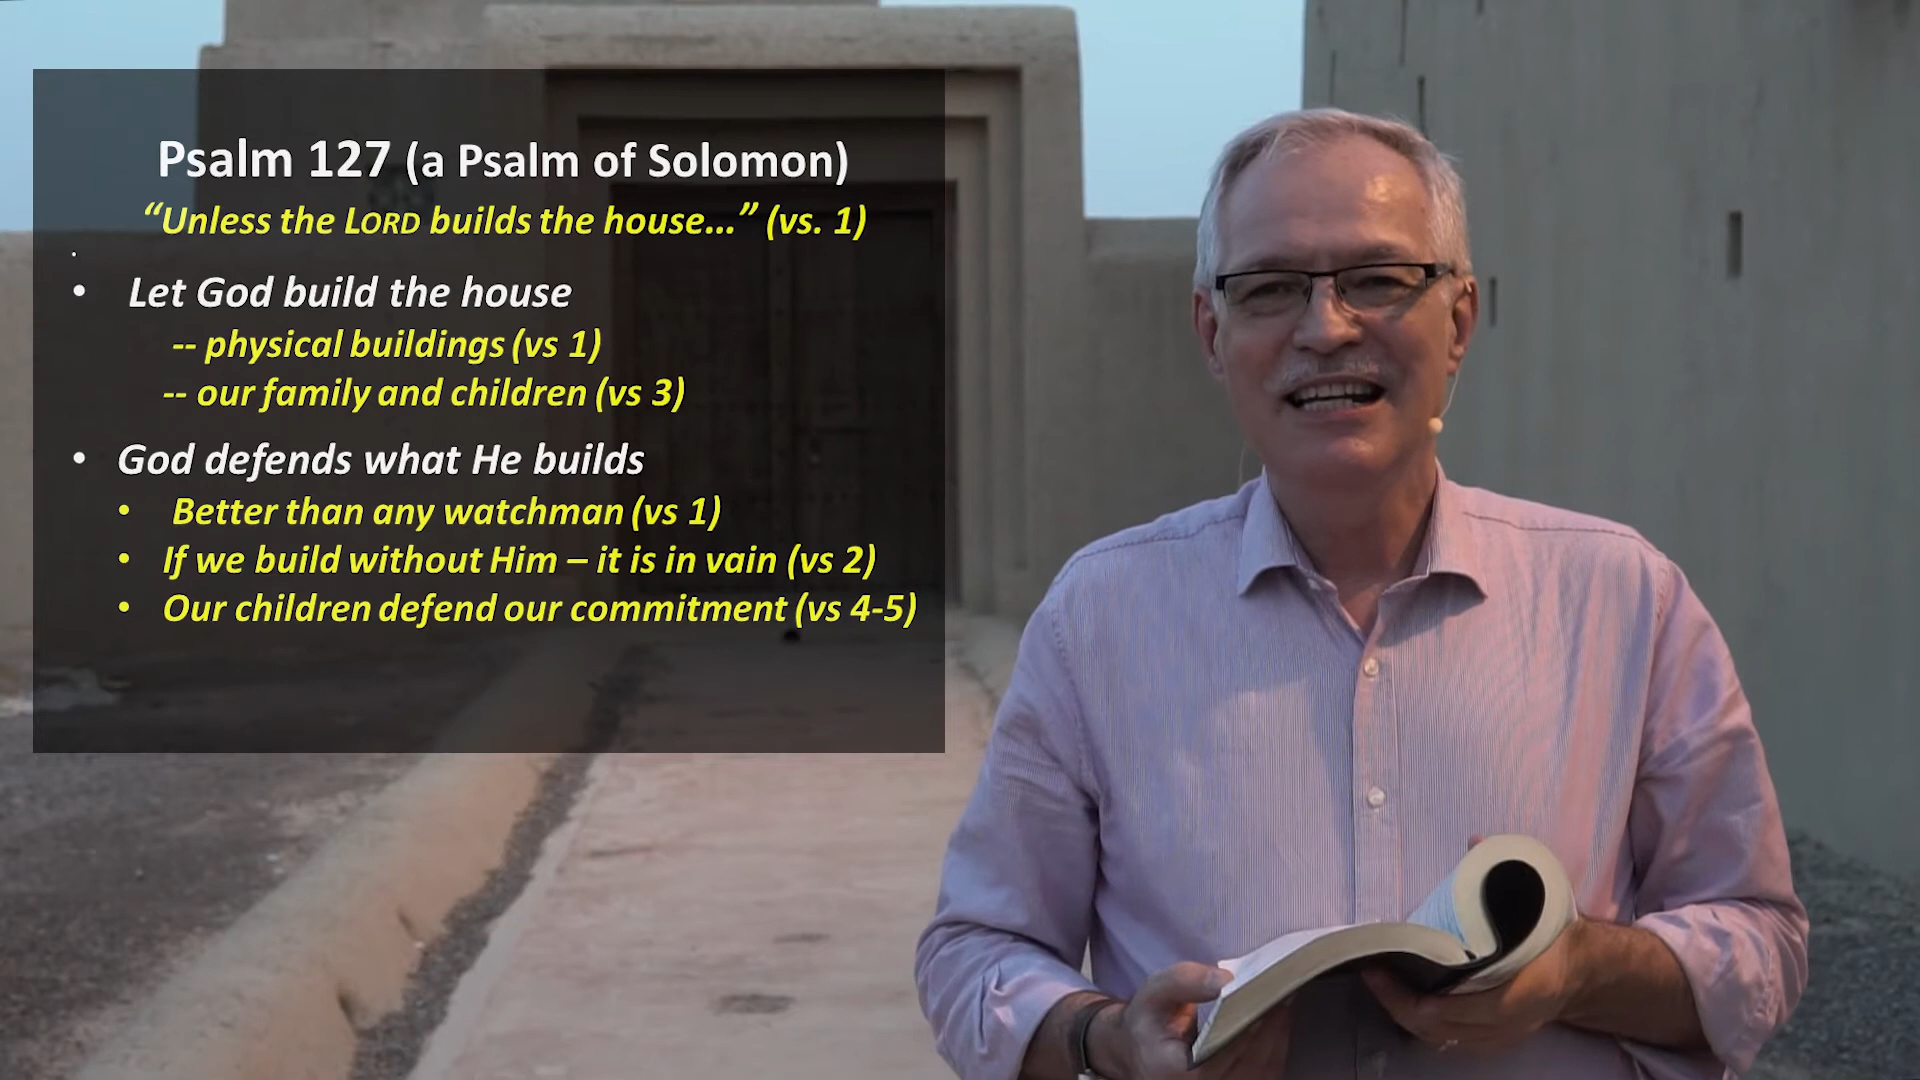 Psalm 127 (a Psalm of Solomon)
“Unless the LORD builds the house...” (vs. 1)
• Let God build the house
-- physical buildings (vs 1)
-- our family and children (vs 3)
• God defends what He builds
• Better than any watchman (vs 1)
• If we build without Him – it is in vain (vs 2)
• Our children defend our commitment (vs 4-5)